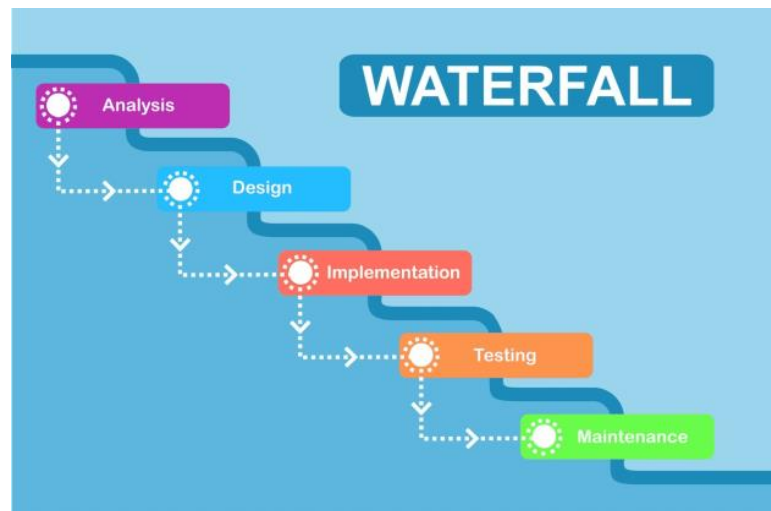 WATERFALL
Analysis
Design
Implementation
Testing
Maintenance